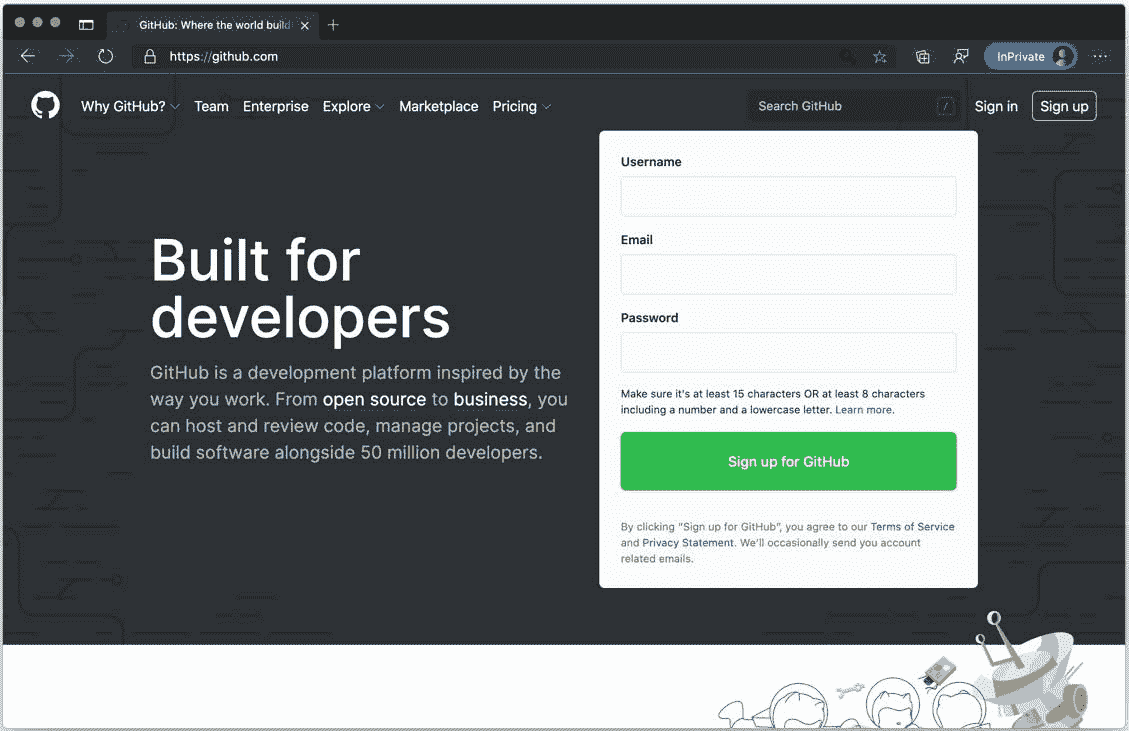 GitHub: Where the world build
https://github.com
InPrivate
Why GitHub? Team Enterprise Explore Marketplace Pricing
Search GitHub /
Sign in
Sign up
Built for
developers
GitHub is a development platform inspired by the
way you work. From open source to business, you
can host and review code, manage projects, and
build software alongside 50 million developers.
Username
Email
Password
Make sure it's at least 15 characters OR at least 8 characters
including a number and a lowercase letter. Learn more.
Sign up for GitHub
By clicking “Sign up for GitHub”, you agree to our Terms of Service
and Privacy Statement. We’ll occasionally send you account
related emails.